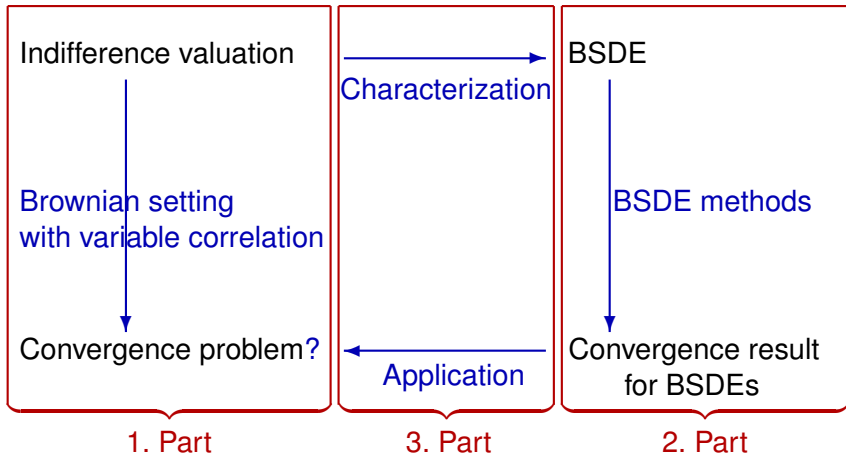 Indifference valuation
BSDE
Characterization
Brownian setting
with variable correlation
BSDE methods
Convergence problem?
Application
Convergence result
for BSDEs
1. Part
3. Part
2. Part